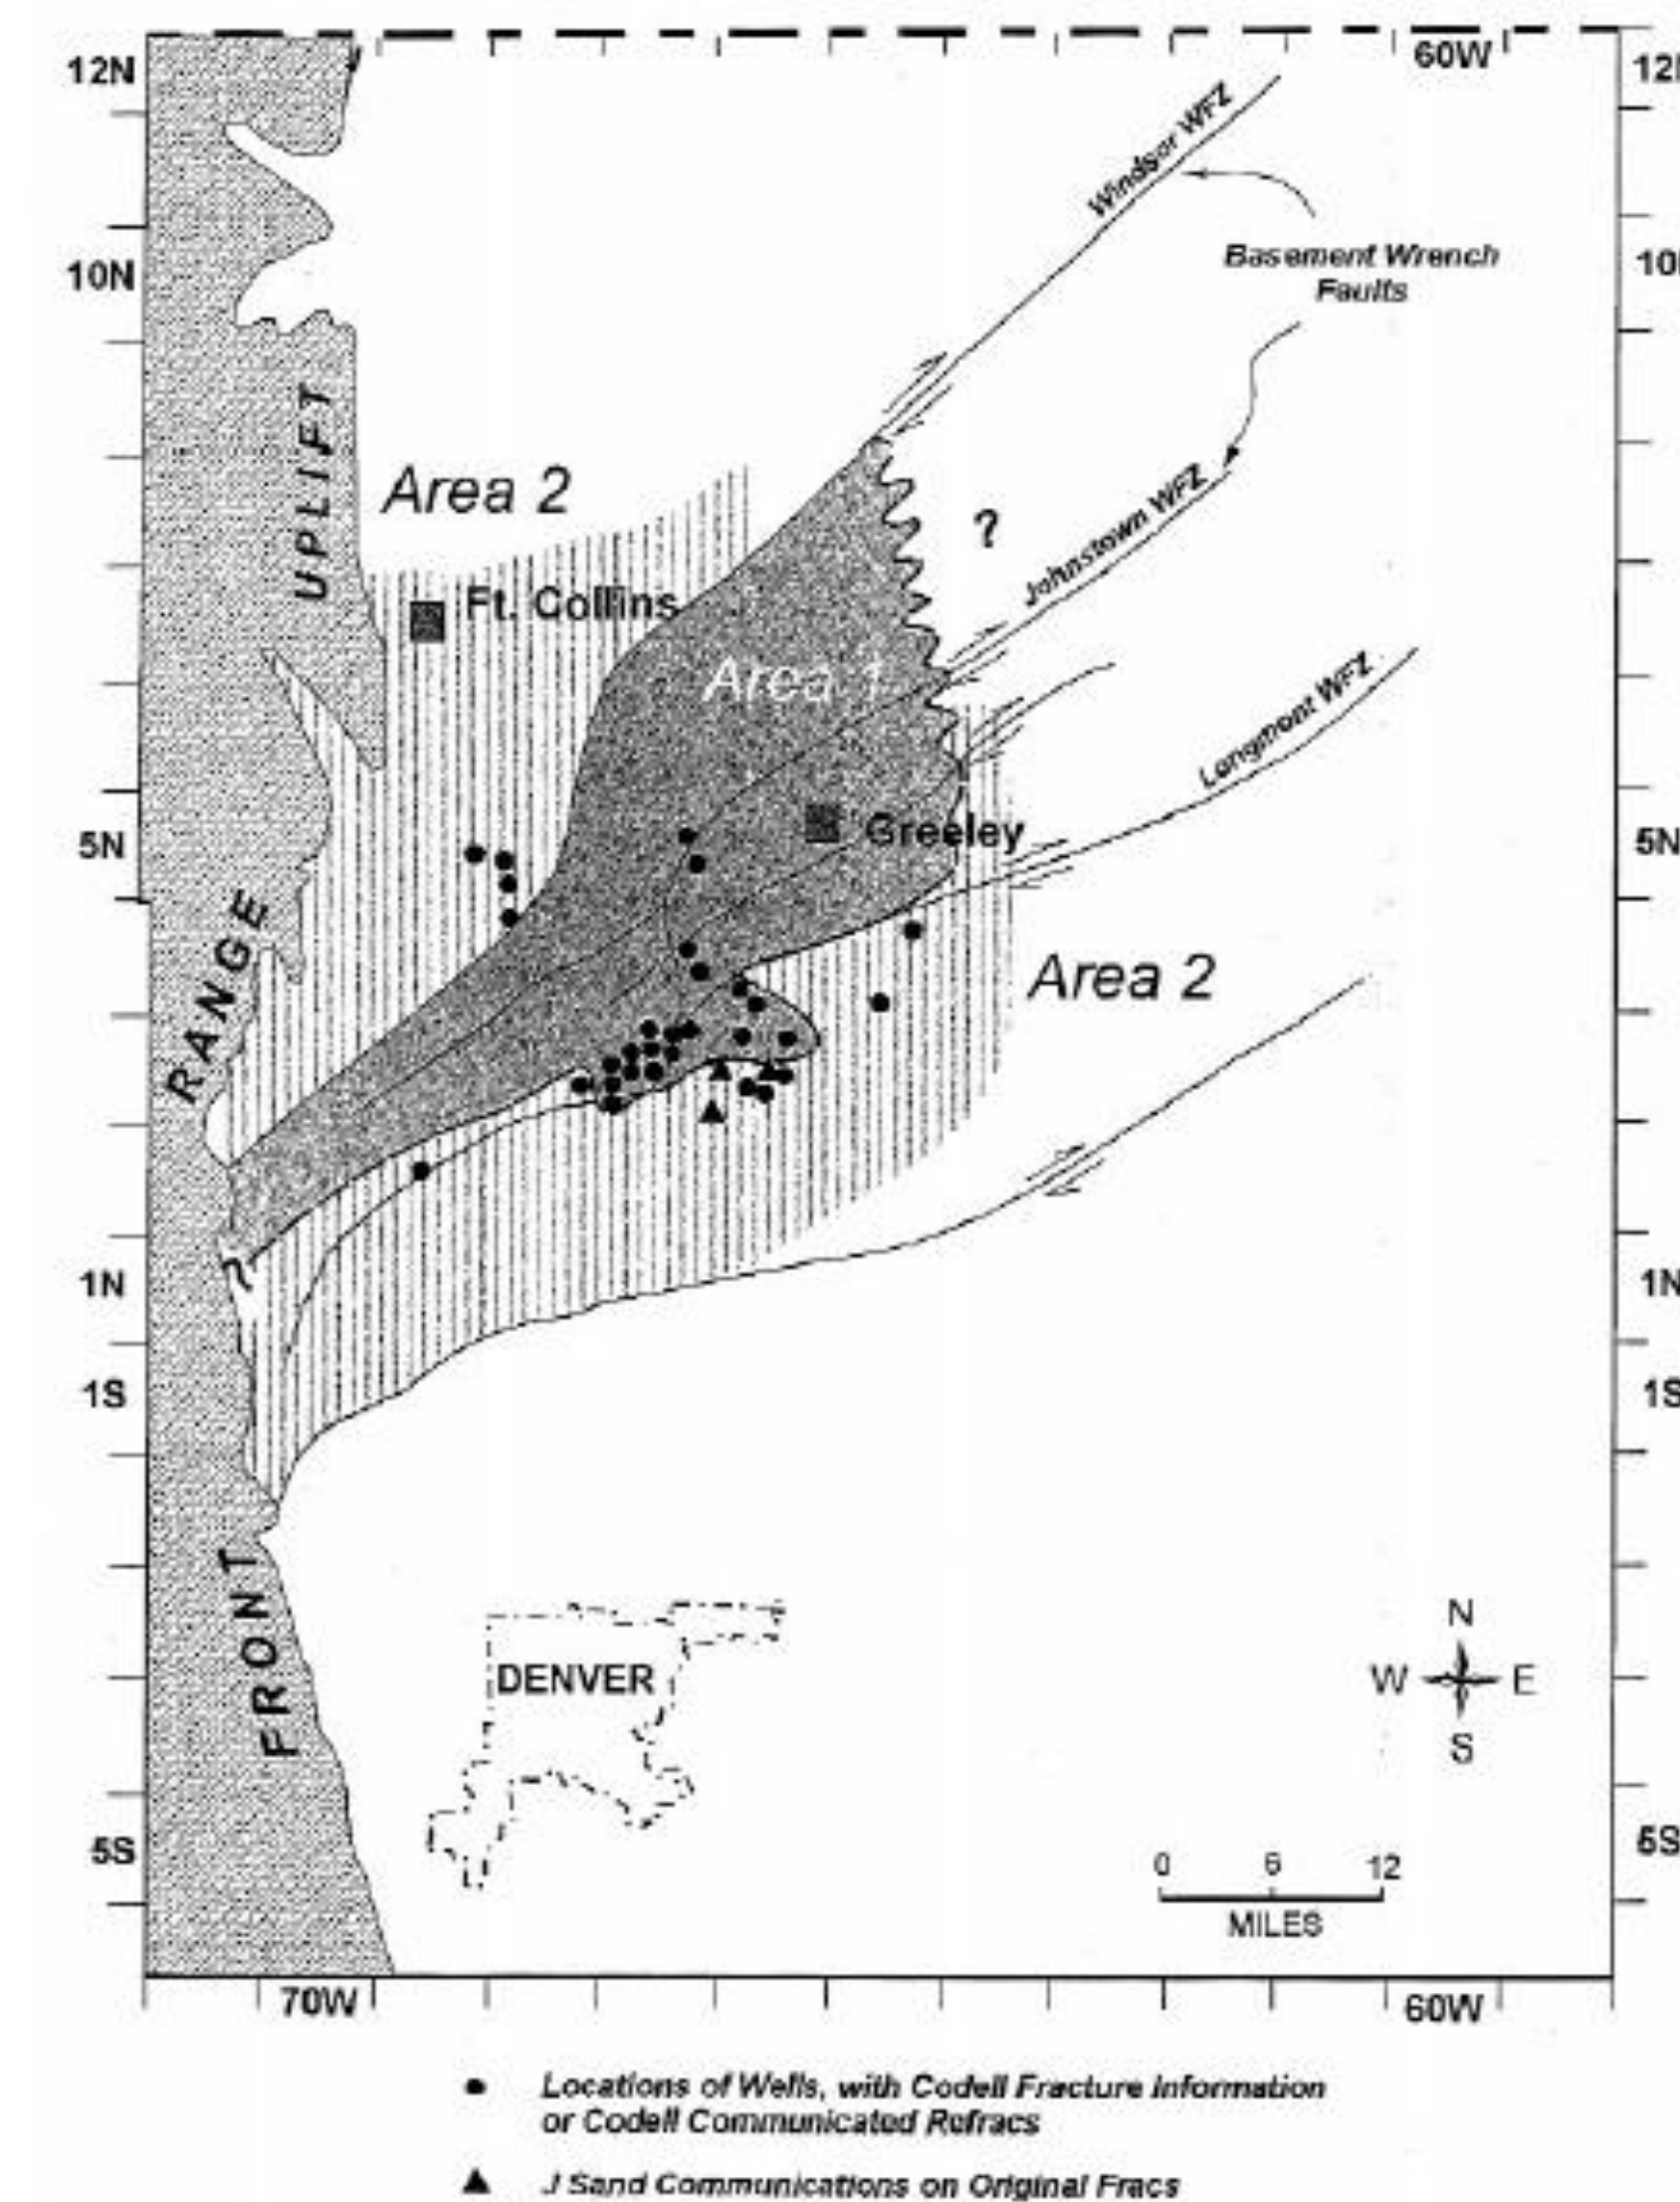 60W
12N
12N
Windsor WFZ
Basement Wrench
Faults
10N
10N
UPLIFT
Area 2
?
Johnstown WFZ
Ft. Collins
Area 1
Longmont WFZ
Greeley
5N
5N
RANGE
Area 2
?
1N
1N
1S
1S
FRONT
DENVER
N
W E
S
5S
5S
0 6 12
MILES
70W
60W
Locations of Wells, with Codell Fracture Information
or Codell Communicated Refracs
J Sand Communications on Original Fracs